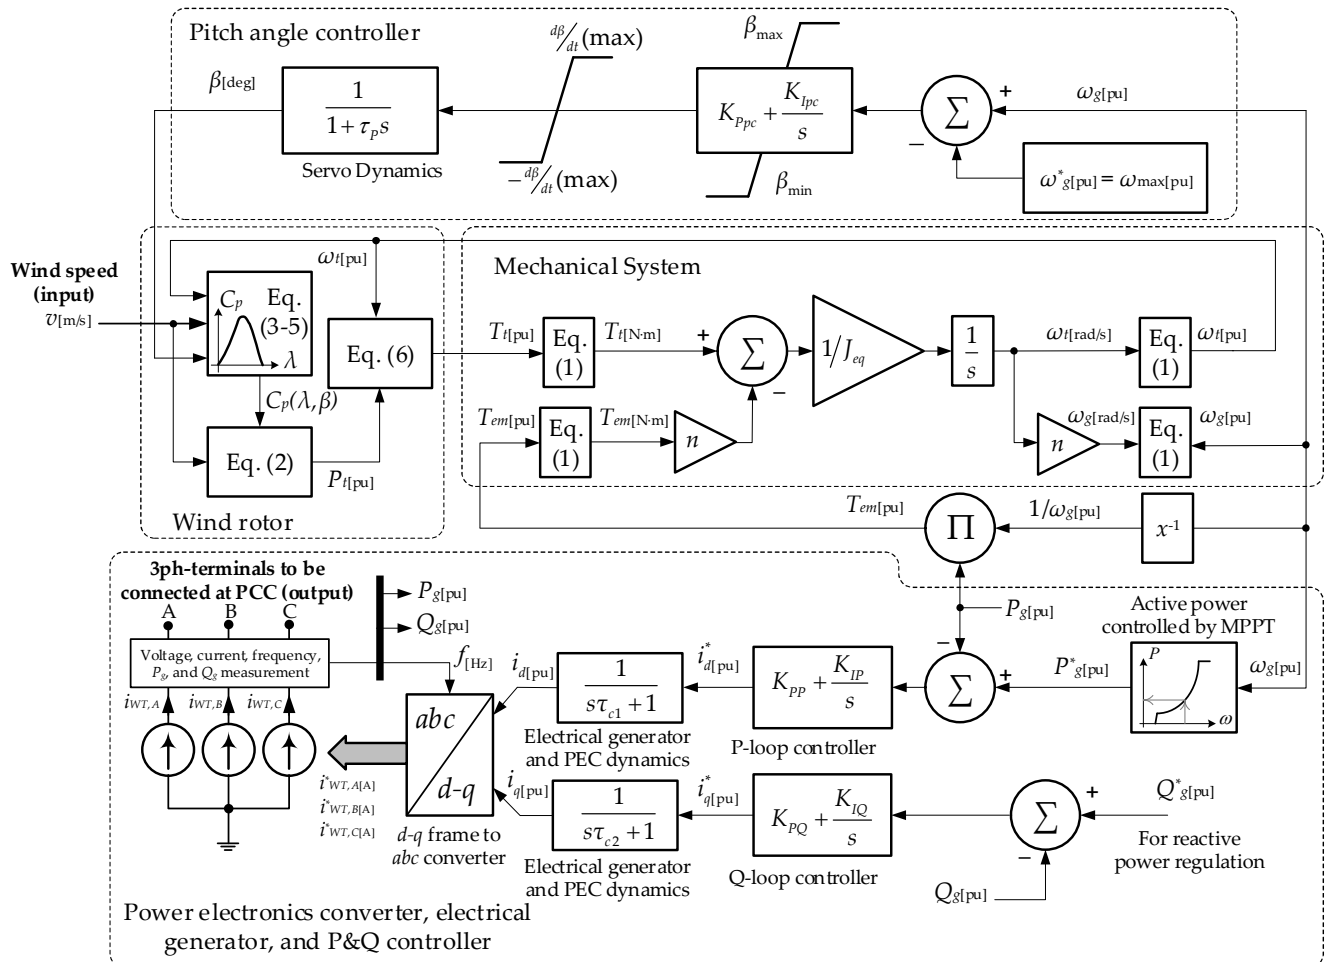 Pitch angle controller
β[deg]
1
1 + τP s
Servo Dynamics
dβ/dt(max)
−dβ/dt(max)
βmax
KPpc + KIpc
s
βmin
Σ
+
−
ωg[pu]
ω*g[pu] = ωmax[pu]
Wind speed
(input)
v[m/s]
Cp
Eq.
(3-5)
λ
Cp(λ,β)
Eq. (2)
Pt[pu]
ωt[pu]
Eq. (6)
Wind rotor
Mechanical System
Tt[pu]
Eq.
(1)
Tt[N·m]
+
Σ
−
1/Jeq
1
s
ωt[rad/s]
Eq.
(1)
ωt[pu]
Tem[pu]
Eq.
(1)
Tem[N·m]
n
n
ωg[rad/s]
Eq.
(1)
ωg[pu]
Tem[pu]
Π
1/ωg[pu]
x-1
3ph-terminals to be
connected at PCC (output)
A
B
C
Voltage, current, frequency,
Pg, and Qg measurement
iWT,A
iWT,B
iWT,C
Pg[pu]
Qg[pu]
f[Hz]
abc
d-q
d-q frame to
abc converter
i*WT,A[A]
i*WT,B[A]
i*WT,C[A]
id[pu]
1
sτc1 + 1
Electrical generator
and PEC dynamics
i*d[pu]
KPP + KIP
s
P-loop controller
Pg[pu]
−
Σ
+
P*g[pu]
Active power
controlled by MPPT
P
ω
ωg[pu]
iq[pu]
1
sτc2 + 1
Electrical generator
and PEC dynamics
i*q[pu]
KPQ + KIQ
s
Q-loop controller
Σ
+
−
Q*g[pu]
For reactive
power regulation
Qg[pu]
Power electronics converter, electrical
generator, and P&Q controller